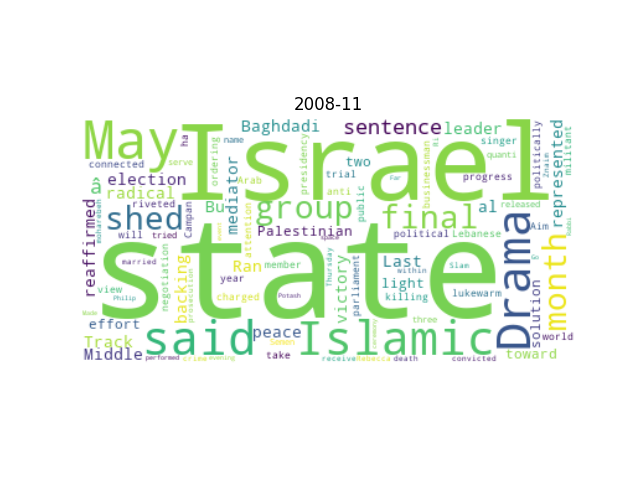 2008-11
May
Israel
state
said
Islamic
Drama
month
final
group
shed
sentence
leader
Baghdadi
election
radical
connected
serve
â
ha
ordering
name
mediator
Bu
Arab
trial
two
presidency
anti
public
businessman
al
singer
quanti
progress
politically
militant
represented
reaffirmed
Campan
Palestinian
political
Lebanese
released
Aim
will
tried
married
view
Philip
effort
Track
Middle
negotiation
backing
prosecution
attention
Ran
member
year
charged
Potash
space
Thursday
victory
parliament
Last
light
killing
within
Slam
lukewarm
three
solution
world
toward
peace
take
crime
performed
evening
receive
Rebecca
death
convicted
Far